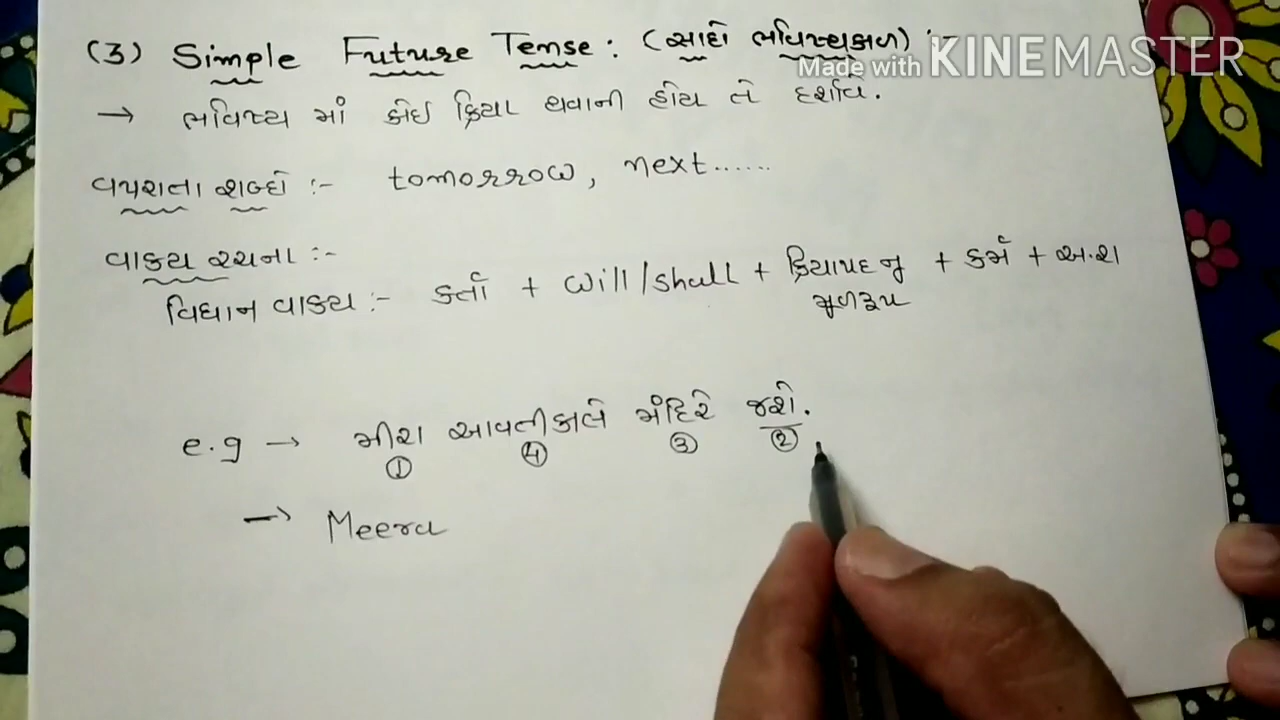 (3) Simple Future Tense : (સાદો ભવિષ્યકાળ) :-
Made with KINEMASTER
→ ભવિષ્ય માં કોઈ ક્રિયા થવાની હોય તે દર્શાવે.
વપરાતા શબ્દો :- tomorrow, next......
વાક્ય રચના :-
વિધાન વાક્ય :- કર્તા + will/shall + ક્રિયાપદ નુ + કર્મ + અ.શ
મૂળરૂપ
e.g → મીરા આવતીકાલે મંદિરે જશે.
① ④ ③ ②
→ Meera